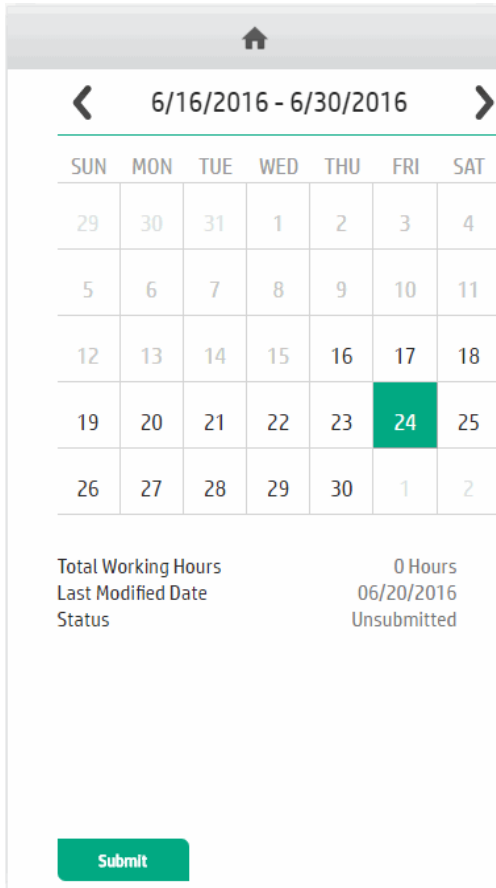 6/16/2016 - 6/30/2016
SUN MON TUE WED THU FRI SAT
29 30 31 1 2 3 4
5 6 7 8 9 10 11
12 13 14 15 16 17 18
19 20 21 22 23 24 25
26 27 28 29 30 1 2
Total Working Hours 0 Hours
Last Modified Date 06/20/2016
Status Unsubmitted
Submit